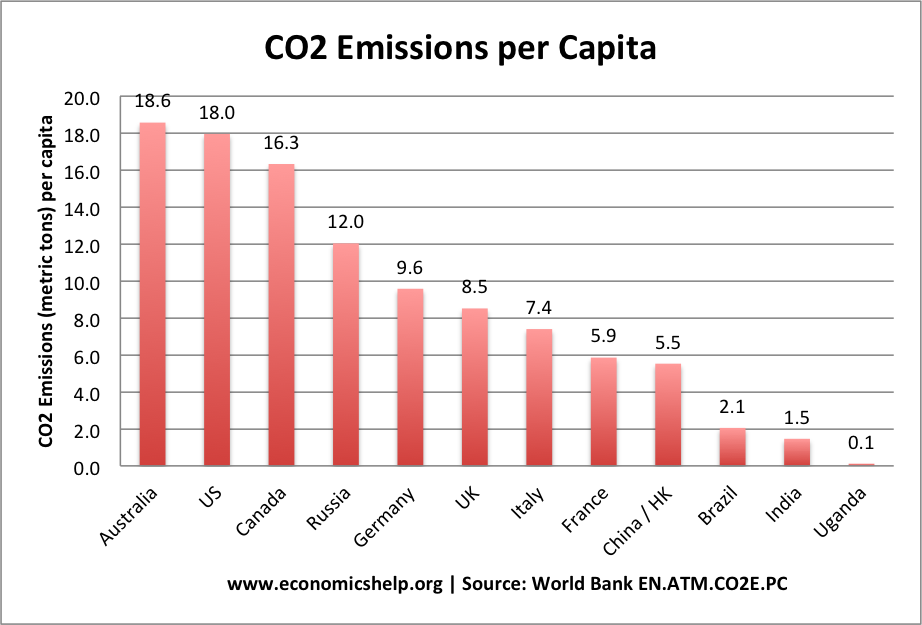 CO2 Emissions per Capita
CO2 Emissions (metric tons) per capita
20.0
18.0
16.0
14.0
12.0
10.0
8.0
6.0
4.0
2.0
0.0
18.6
18.0
16.3
12.0
9.6
8.5
7.4
5.9
5.5
2.1
1.5
0.1
Australia
US
Canada
Russia
Germany
UK
Italy
France
China / HK
Brazil
India
Uganda
www.economicshelp.org | Source: World Bank EN.ATM.CO2E.PC